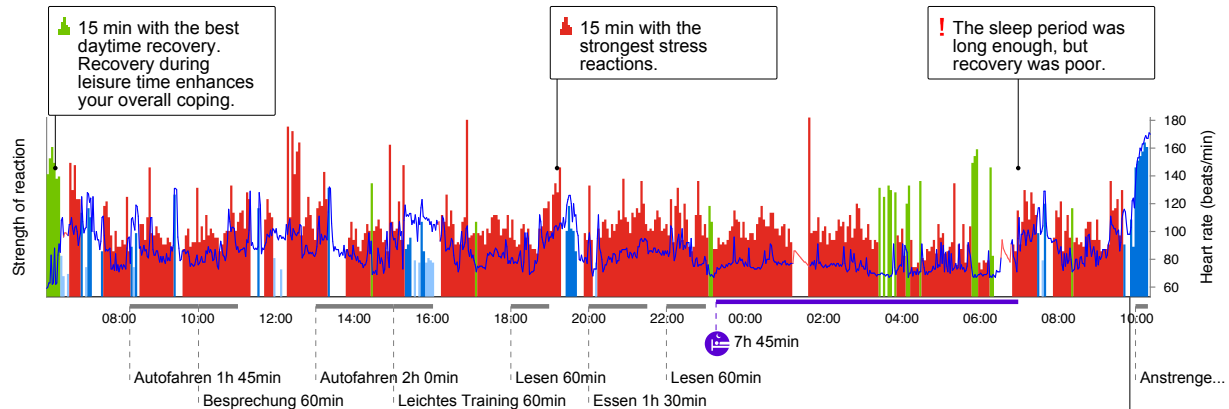 15 min with the best
daytime recovery.
Recovery during
leisure time enhances
your overall coping.
15 min with the
strongest stress
reactions.
! The sleep period was
long enough, but
recovery was poor.
Strength of reaction
180
160
140
120
100
80
60
Heart rate (beats/min)
08:00 10:00 12:00 14:00 16:00 18:00 20:00 22:00 00:00 02:00 04:00 06:00 08:00 10:00
7h 45min
Autofahren 1h 45min Autofahren 2h 0min Lesen 60min Lesen 60min Anstrenge...
Besprechung 60min Leichtes Training 60min Essen 1h 30min